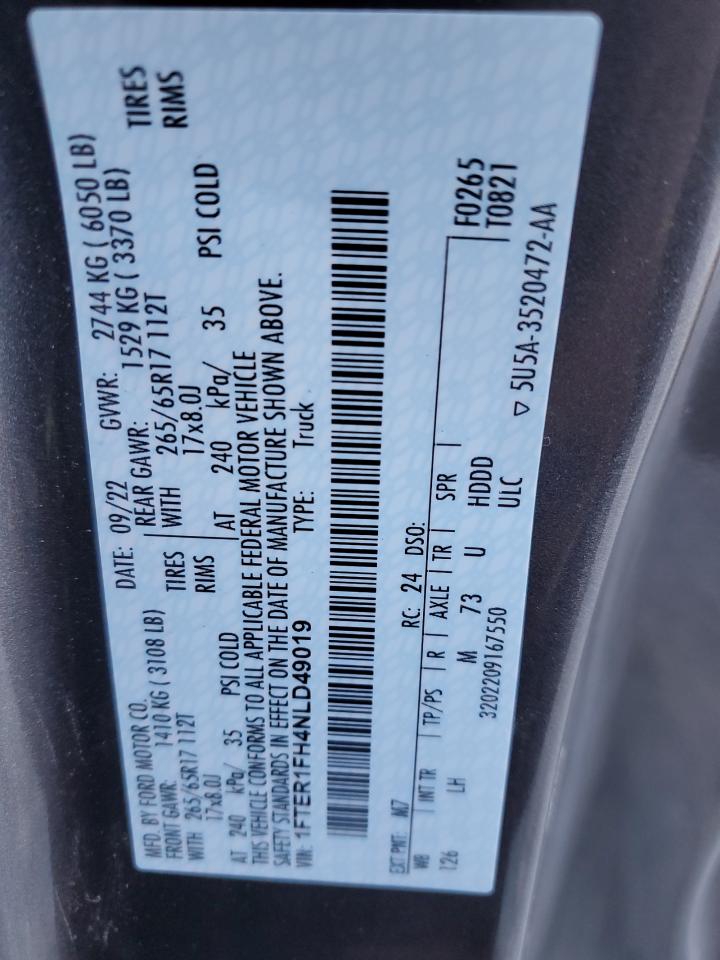 MFD. BY FORD MOTOR CO. DATE: 09/22 GVWR: 2744 KG ( 6050 LB)
FRONT GAWR: 1410 KG ( 3108 LB) REAR GAWR: 1529 KG ( 3370 LB)
WITH 265/65R17 112T TIRES WITH 265/65R17 112T TIRES
17x8.0J RIMS 17x8.0J RIMS
AT 240 kPa/ 35 PSI COLD AT 240 kPa/ 35 PSI COLD
THIS VEHICLE CONFORMS TO ALL APPLICABLE FEDERAL MOTOR VEHICLE
SAFETY STANDARDS IN EFFECT ON THE DATE OF MANUFACTURE SHOWN ABOVE.
VIN: 1FTER1FH4NLD49019 TYPE: Truck
EXT PNT: M7 RC: 24 DSO: F0265
WB INT TR TP/PS R AXLE TR SPR T0821
126 LH M 73 U HDDD
3202209167550 ULC
▽ 5U5A-3520472-AA